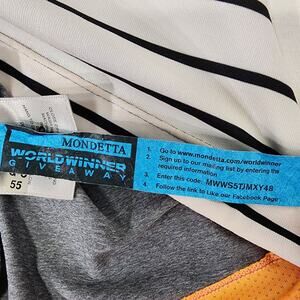 MONDETTA
WORLDWINNER
GIVEAWAY
1. Go to www.mondetta.com/worldwinner
2. Sign up to our mailing list by entering the
required information
3. Enter this code: MWWS5TJMXY48
4. Follow the link to Like our Facebook Page
55